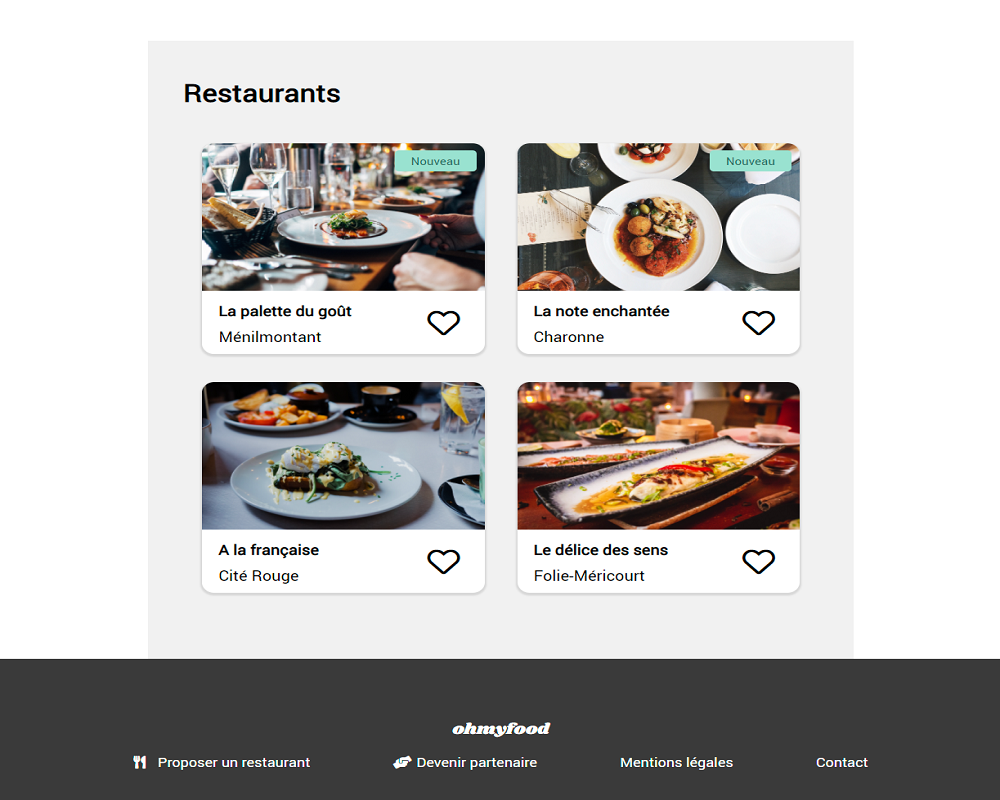 Restaurants
Nouveau
Nouveau
La palette du goût
Ménilmontant
La note enchantée
Charonne
A la française
Cité Rouge
Le délice des sens
Folie-Méricourt
ohmyfood
Proposer un restaurant
Devenir partenaire
Mentions légales
Contact